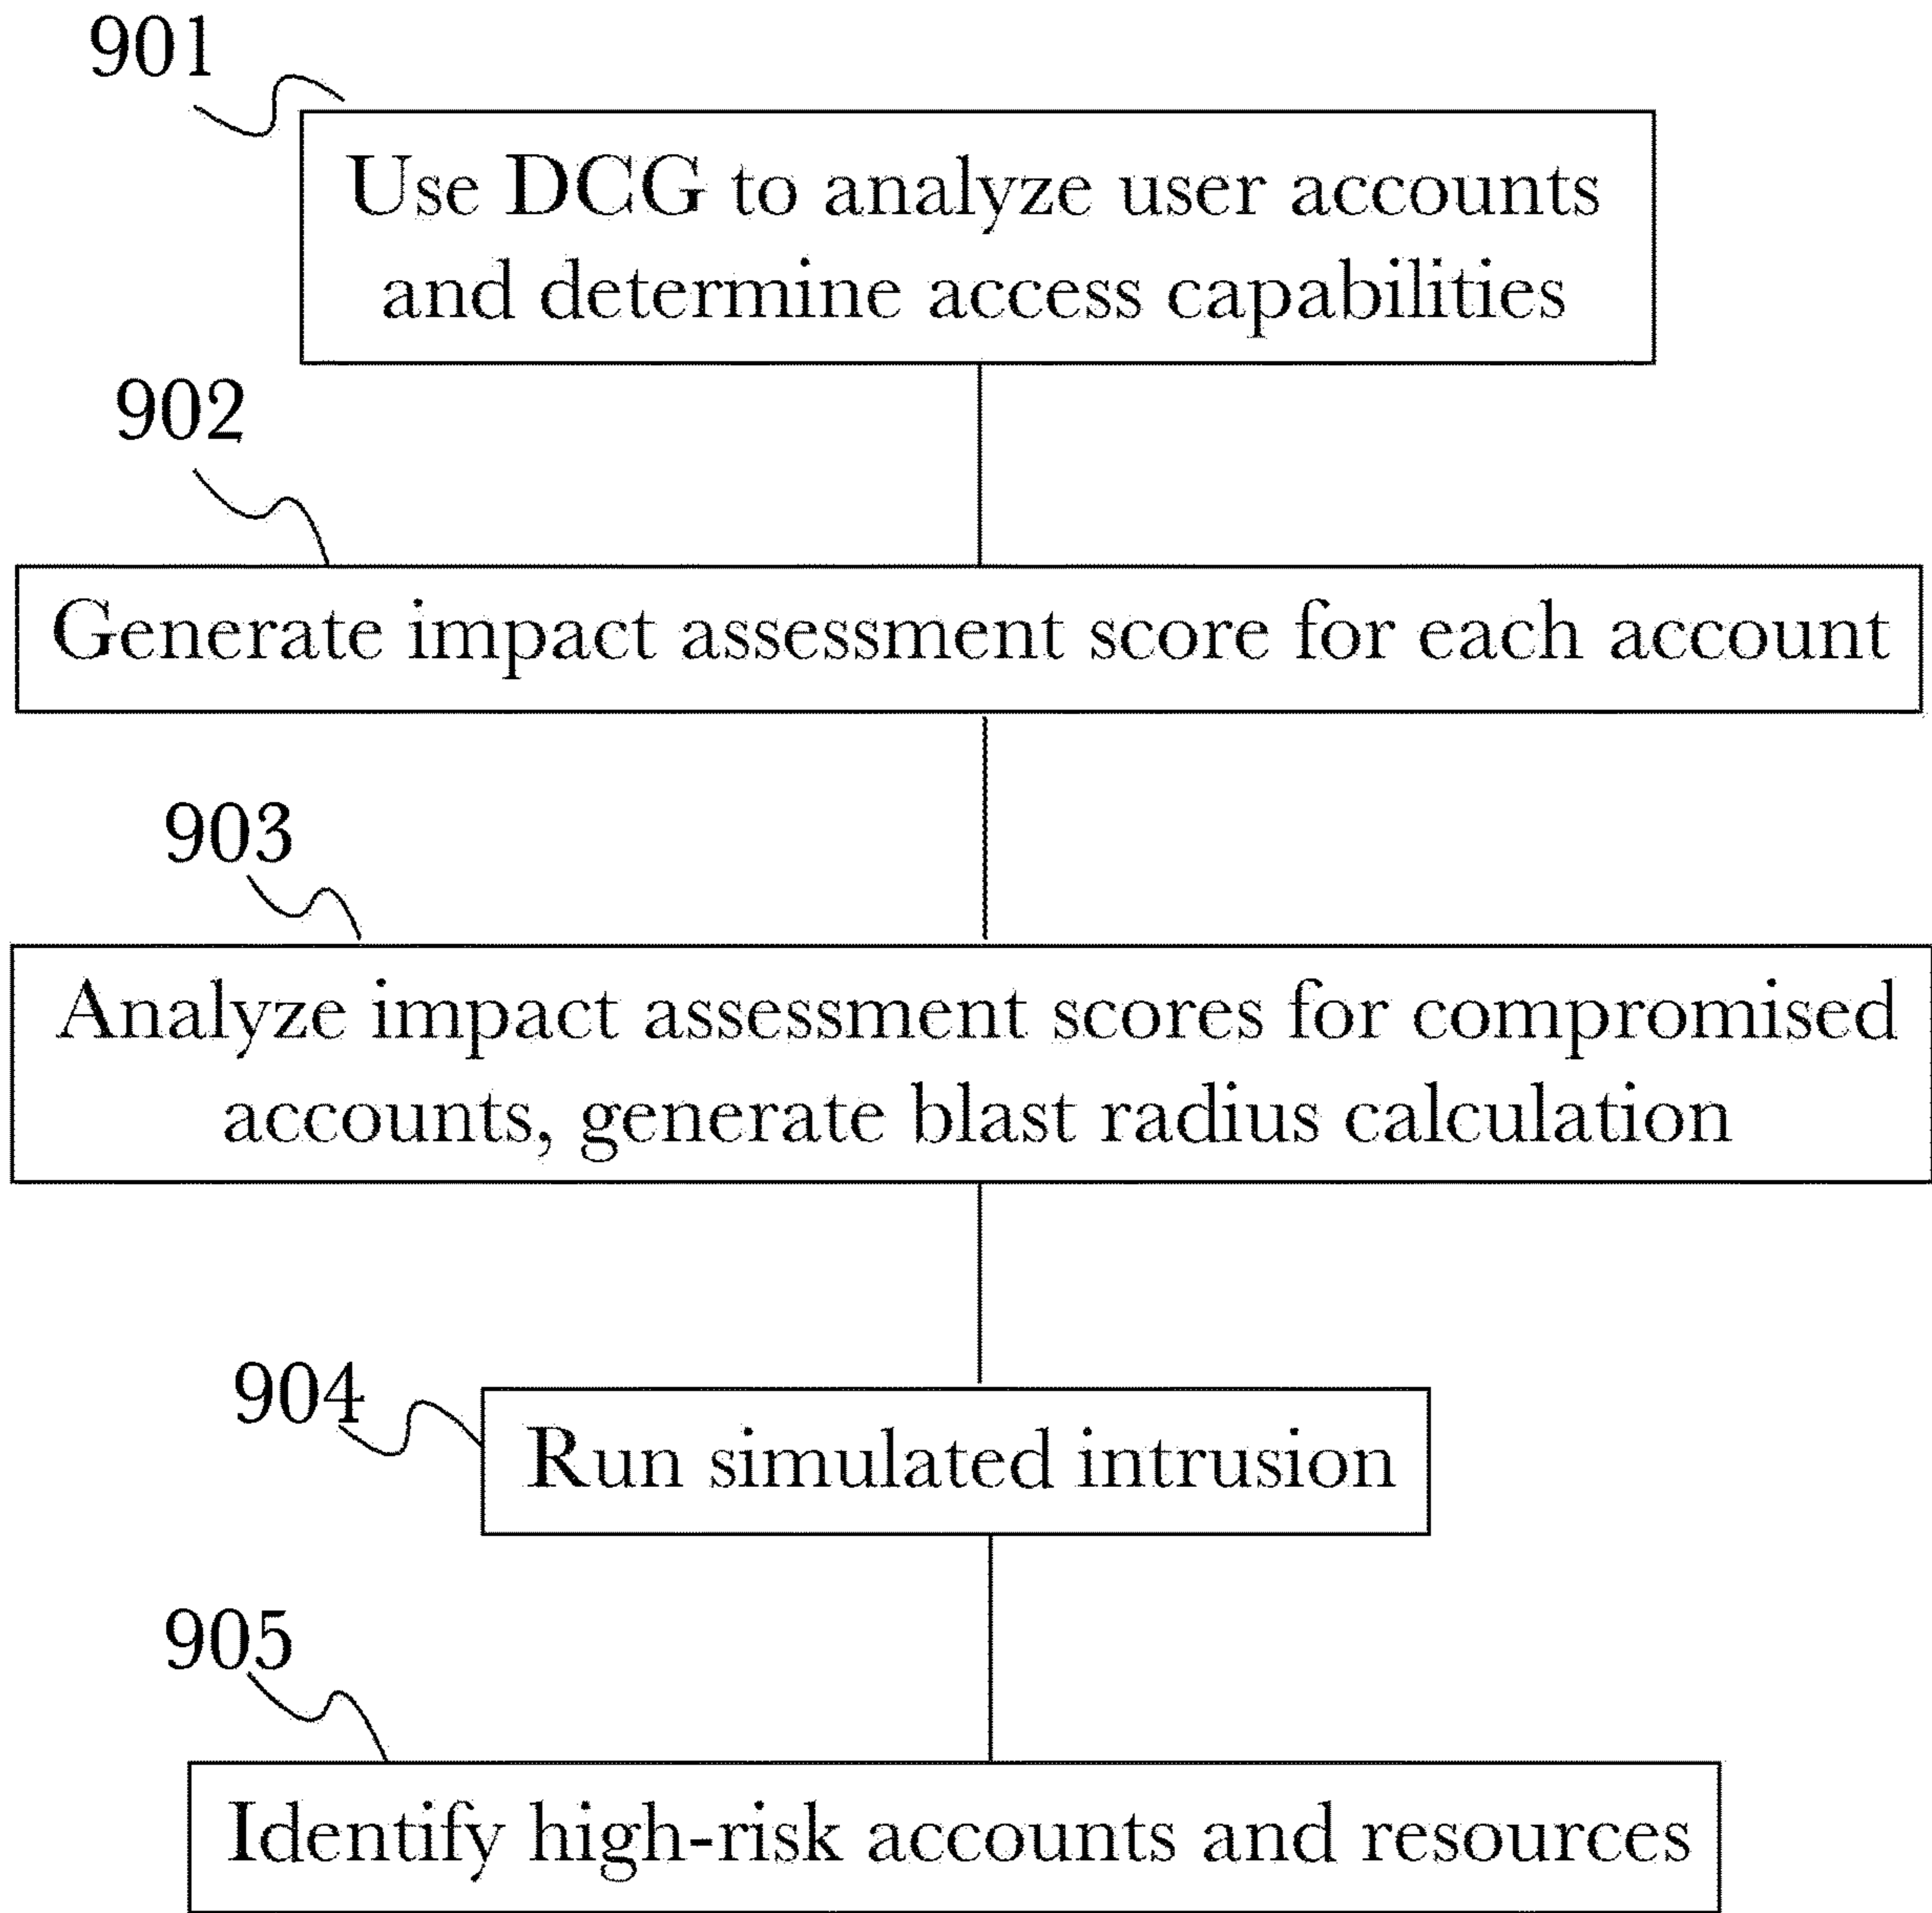 901
Use DCG to analyze user accounts
and determine access capabilities
902
Generate impact assessment score for each account
903
Analyze impact assessment scores for compromised
accounts, generate blast radius calculation
904
Run simulated intrusion
905
Identify high-risk accounts and resources